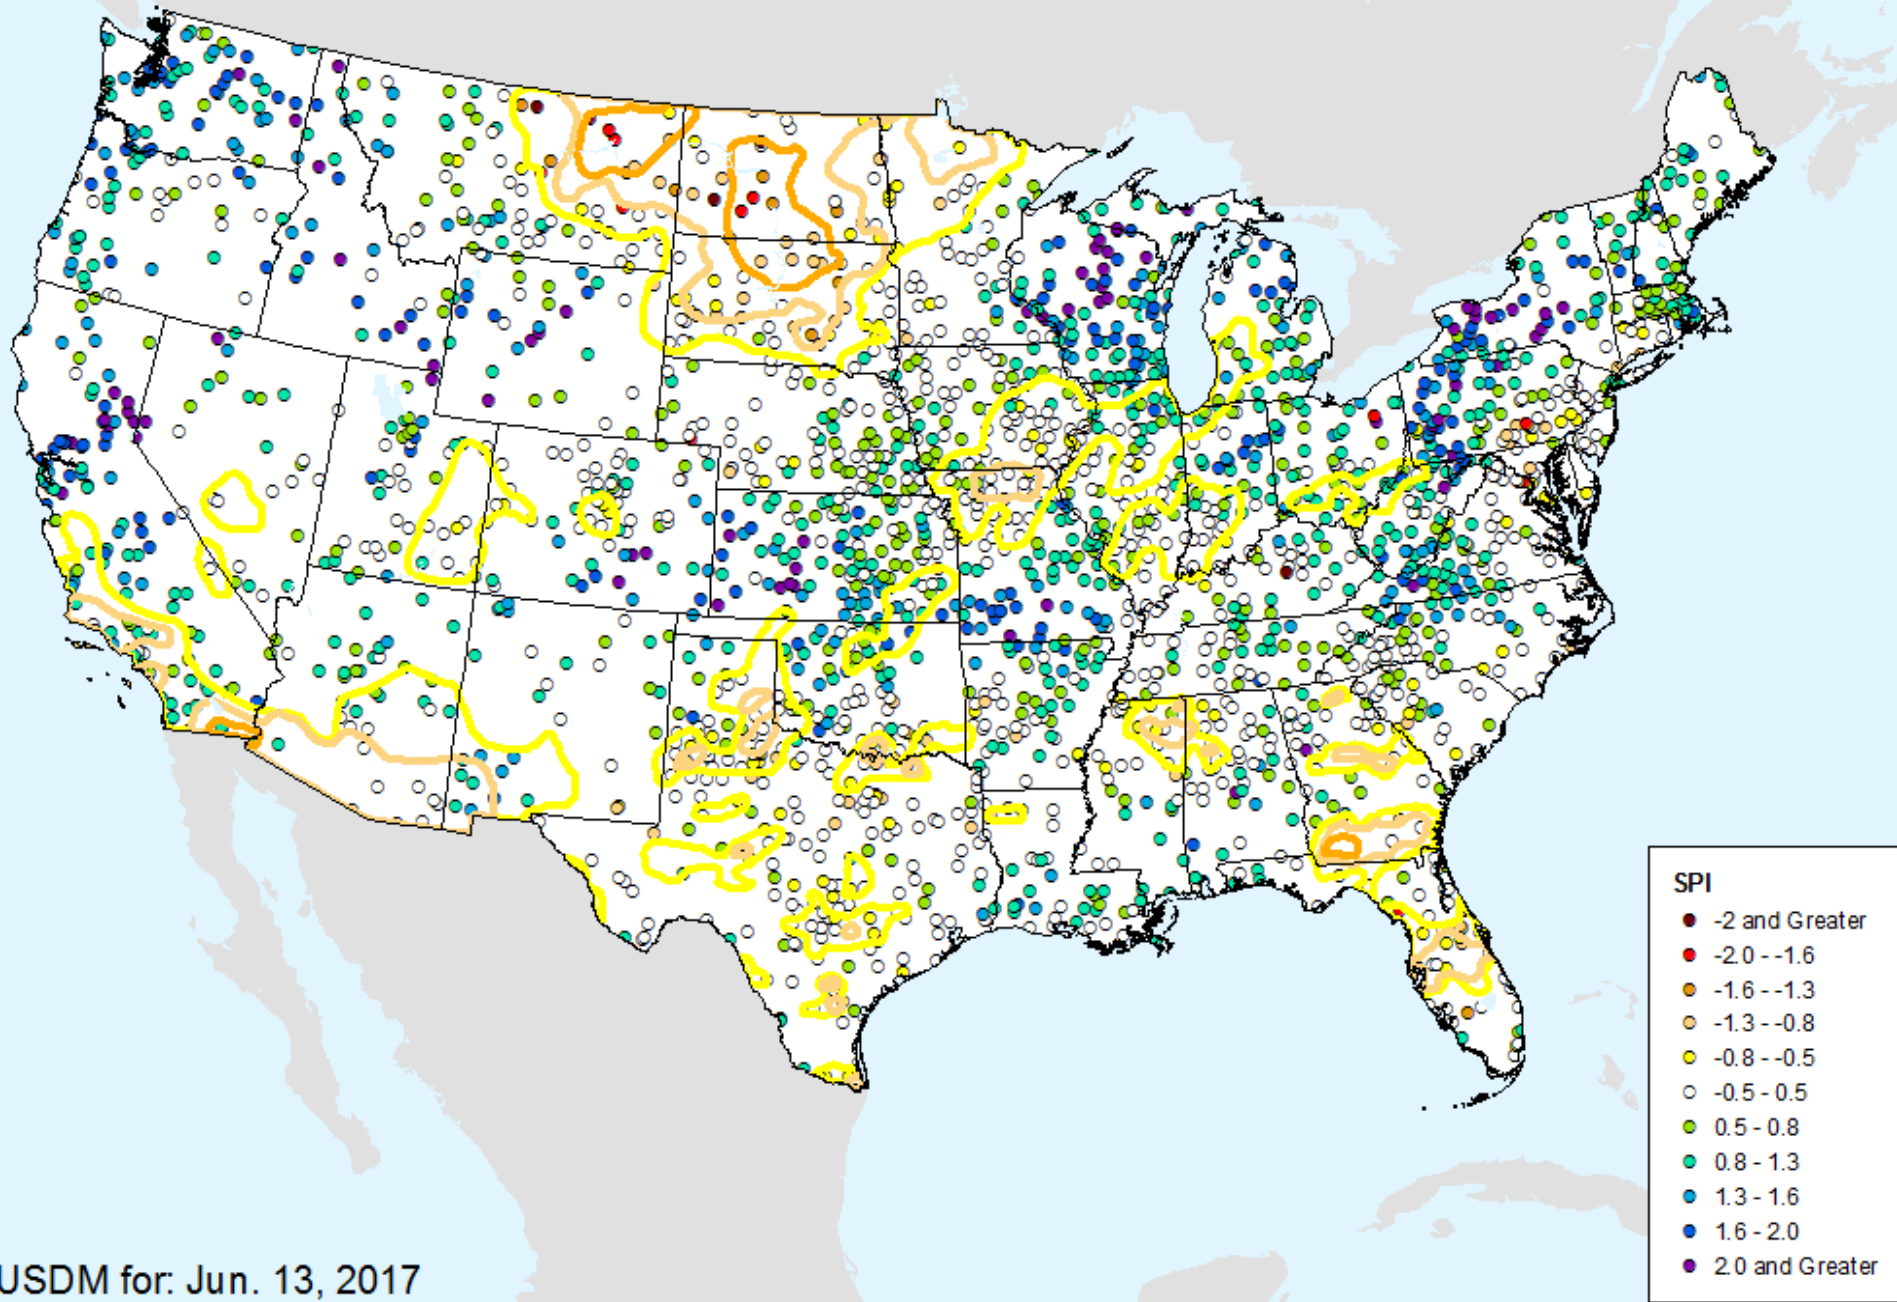 SPI
-2 and Greater
-2.0 - -1.6
-1.6 - -1.3
-1.3 - -0.8
-0.8 - -0.5
-0.5 - 0.5
0.5 - 0.8
0.8 - 1.3
1.3 - 1.6
1.6 - 2.0
2.0 and Greater
USDM for: Jun. 13, 2017